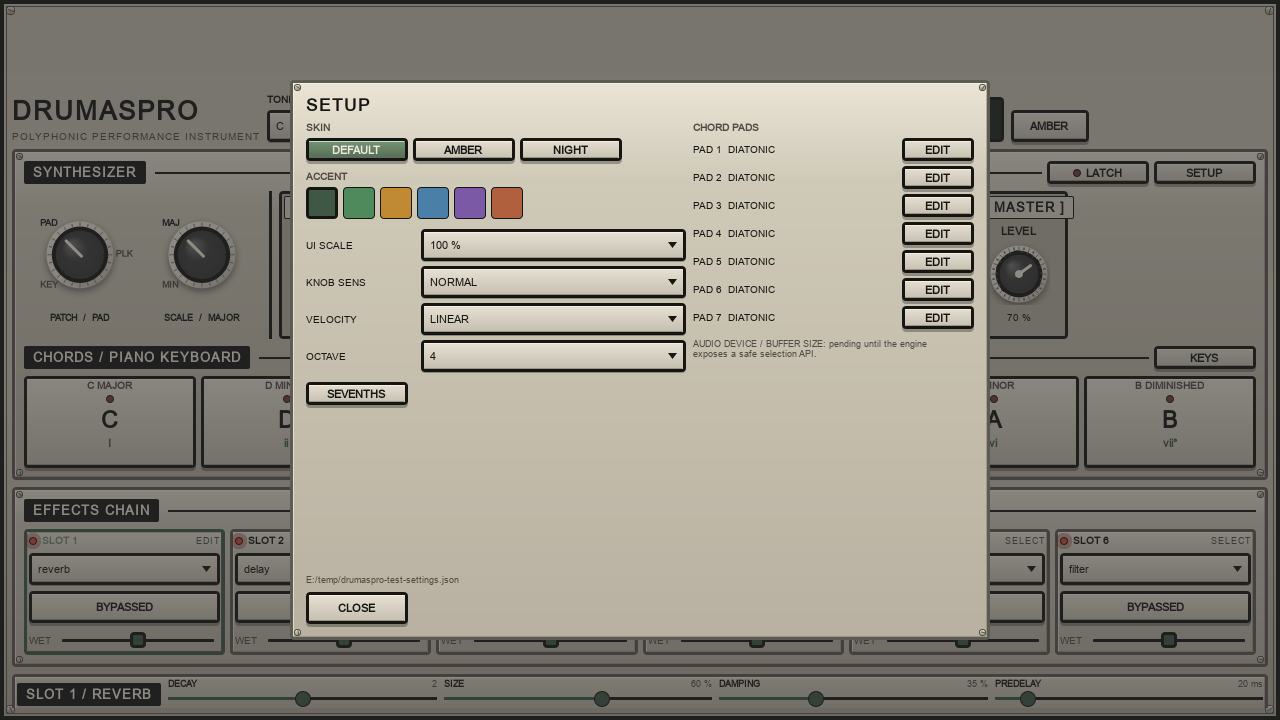 DRUMASPRO
POLYPHONIC PERFORMANCE INSTRUMENT
C
AMBER
SYNTHESIZER
LATCH
SETUP
PAD
PLK
KEY
PATCH / PAD
MAJ
MIN
SCALE / MAJOR
MASTER ]
LEVEL
70 %
CHORDS / PIANO KEYBOARD
KEYS
C MAJOR
C
I
B DIMINISHED
B
vii°
SETUP
SKIN
DEFAULT
AMBER
NIGHT
ACCENT
UI SCALE
100 %
KNOB SENS
NORMAL
VELOCITY
LINEAR
OCTAVE
4
SEVENTHS
CHORD PADS
PAD 1 DIATONIC EDIT
PAD 2 DIATONIC EDIT
PAD 3 DIATONIC EDIT
PAD 4 DIATONIC EDIT
PAD 5 DIATONIC EDIT
PAD 6 DIATONIC EDIT
PAD 7 DIATONIC EDIT
AUDIO DEVICE / BUFFER SIZE: pending until the engine
exposes a safe selection API.
E:/temp/drumaspro-test-settings.json
CLOSE
EFFECTS CHAIN
SLOT 1 EDIT
reverb
BYPASSED
WET
SLOT 2
delay
SELECT
SLOT 6 SELECT
filter
BYPASSED
WET
SLOT 1 / REVERB
DECAY 2
SIZE 60 %
DAMPING 35 %
PREDELAY 20 ms